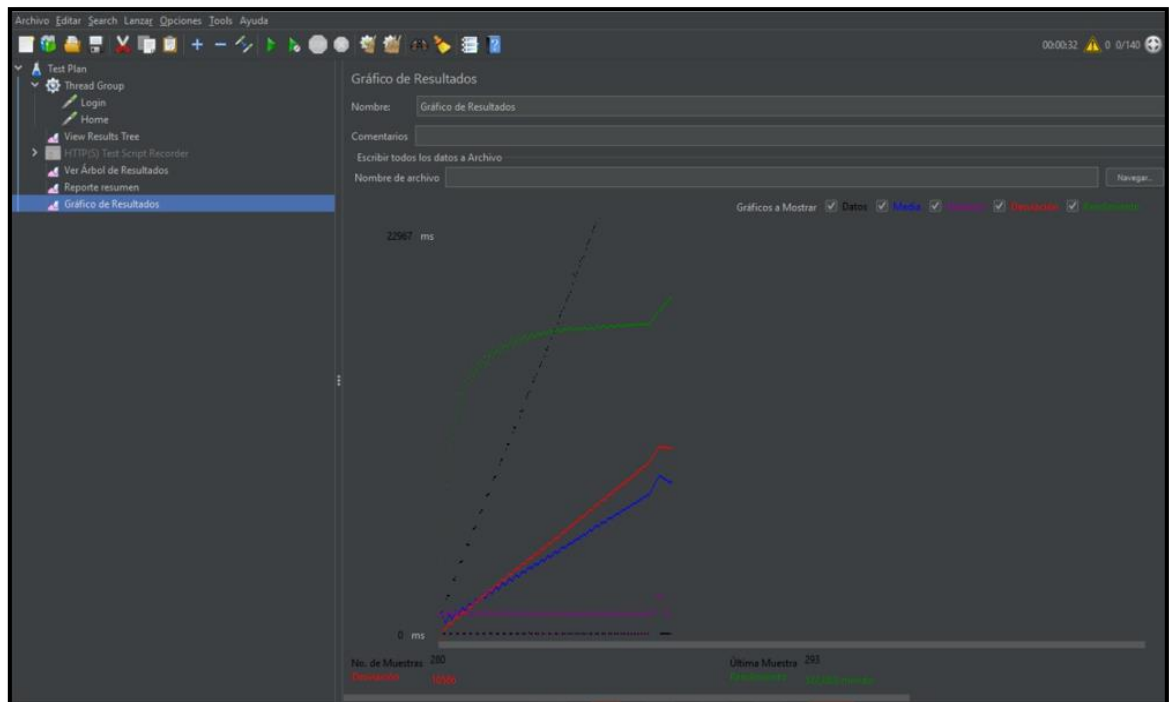 Archivo Editar Search Lanzar Opciones Tools Ayuda
00:00:32 0 0/140
Test Plan
Thread Group
Login
Home
View Results Tree
HTTP(S) Test Script Recorder
Ver Árbol de Resultados
Reporte resumen
Gráfico de Resultados
Gráfico de Resultados
Nombre: Gráfico de Resultados
Comentarios
Escribir todos los datos a Archivo
Nombre de archivo Navegar...
Gráficos a Mostrar Datos Media Desviación Rendimiento
22967 ms
0 ms
No. de Muestras 280 Última Muestra 293
Desviación 10586 Rendimiento